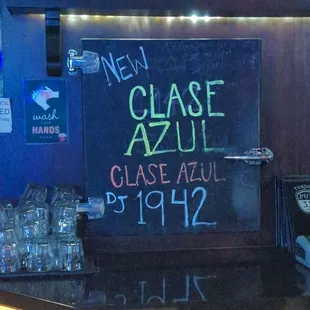 NEW
CLASE
AZUL
CLASE AZUL
DJ 1942
wash
HANDS